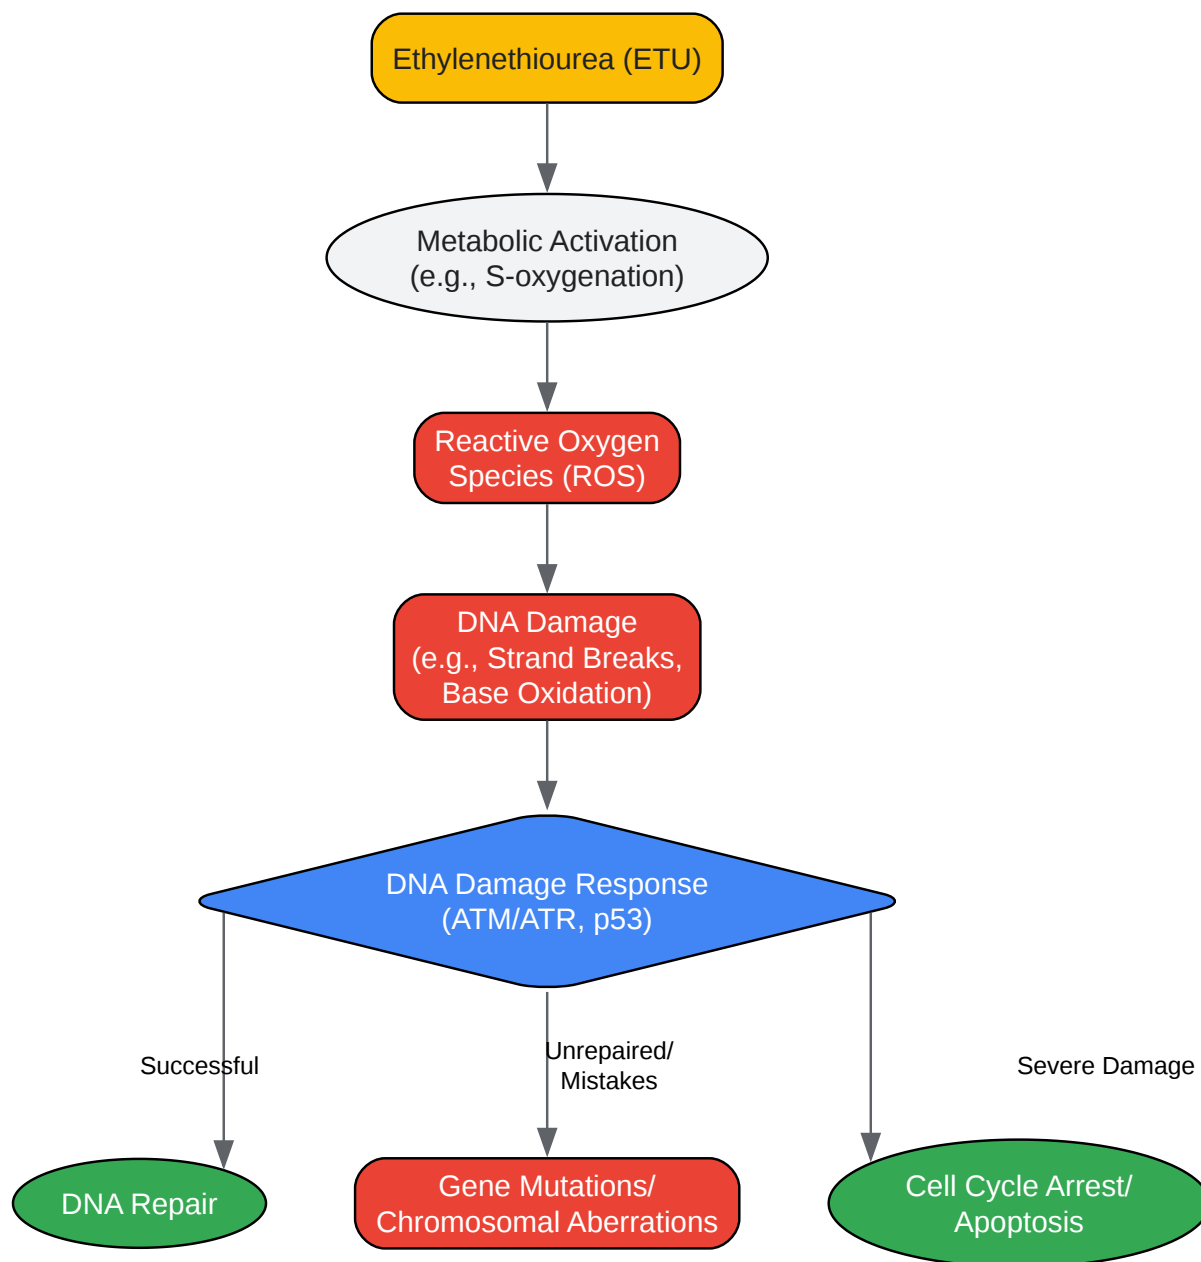 Ethylenethiourea (ETU)
Metabolic Activation
(e.g., S-oxygenation)
Reactive Oxygen
Species (ROS)
DNA Damage
(e.g., Strand Breaks,
Base Oxidation)
DNA Damage Response
(ATM/ATR, p53)
Successful
Unrepaired/
Mistakes
Severe Damage
DNA Repair
Gene Mutations/
Chromosomal Aberrations
Cell Cycle Arrest/
Apoptosis